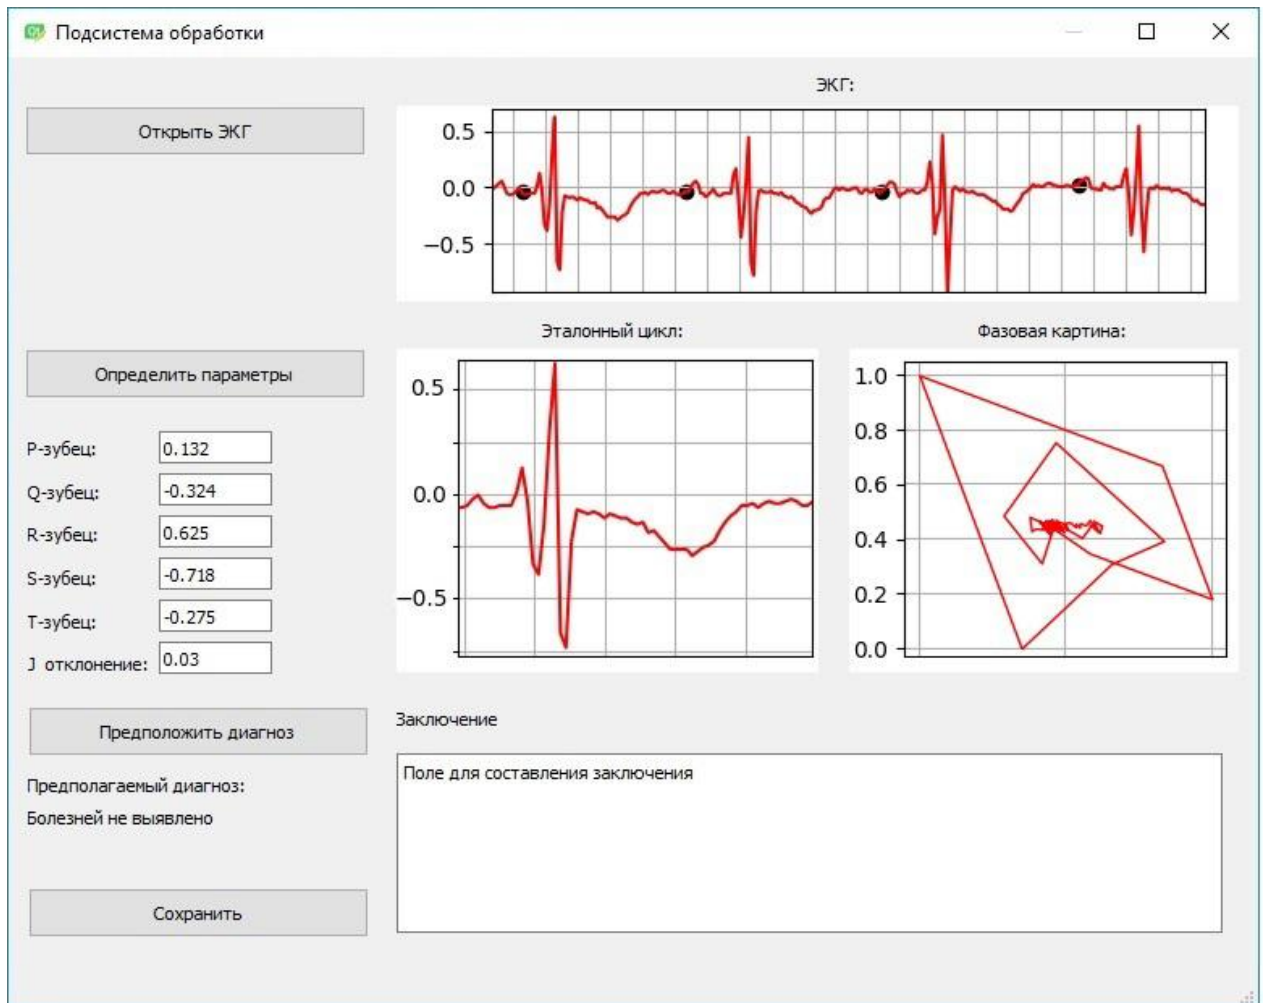 Подсистема обработки
ЭКГ:
Открыть ЭКГ
0.5
0.0
−0.5
Эталонный цикл:
Фазовая картина:
Определить параметры
0.5
0.0
−0.5
1.0
0.8
0.6
0.4
0.2
0.0
P-зубец: 0.132
Q-зубец: -0.324
R-зубец: 0.625
S-зубец: -0.718
T-зубец: -0.275
J отклонение: 0.03
Предположить диагноз
Заключение
Поле для составления заключения
Предполагаемый диагноз:
Болезней не выявлено
Сохранить